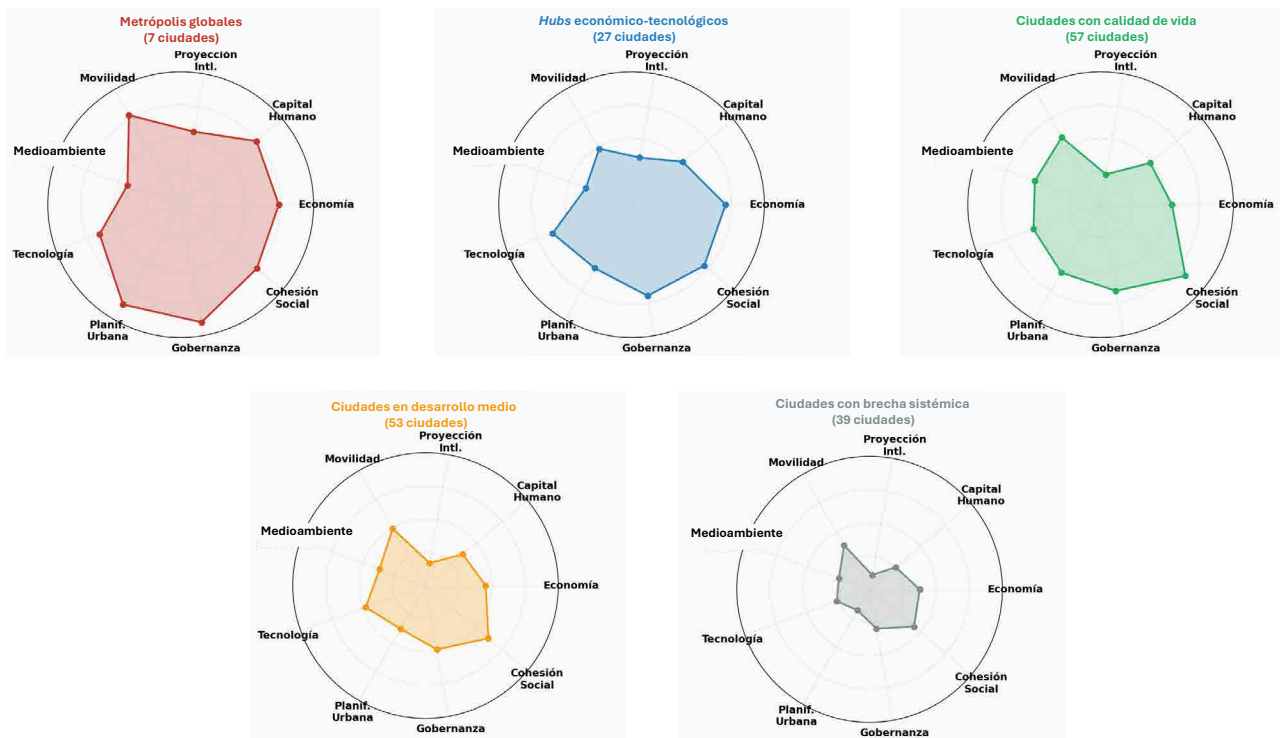 Metrópolis globales
(7 ciudades)
Proyección
Intl.
Movilidad
Capital
Humano
Medioambiente
Economía
Tecnología
Cohesión
Social
Planif.
Urbana
Gobernanza
Hubs económico-tecnológicos
(27 ciudades)
Proyección
Intl.
Movilidad
Capital
Humano
Medioambiente
Economía
Tecnología
Cohesión
Social
Planif.
Urbana
Gobernanza
Ciudades con calidad de vida
(57 ciudades)
Proyección
Intl.
Movilidad
Capital
Humano
Medioambiente
Economía
Tecnología
Cohesión
Social
Planif.
Urbana
Gobernanza
Ciudades en desarrollo medio
(53 ciudades)
Proyección
Intl.
Movilidad
Capital
Humano
Medioambiente
Economía
Tecnología
Cohesión
Social
Planif.
Urbana
Gobernanza
Ciudades con brecha sistémica
(39 ciudades)
Proyección
Intl.
Movilidad
Capital
Humano
Medioambiente
Economía
Tecnología
Cohesión
Social
Planif.
Urbana
Gobernanza